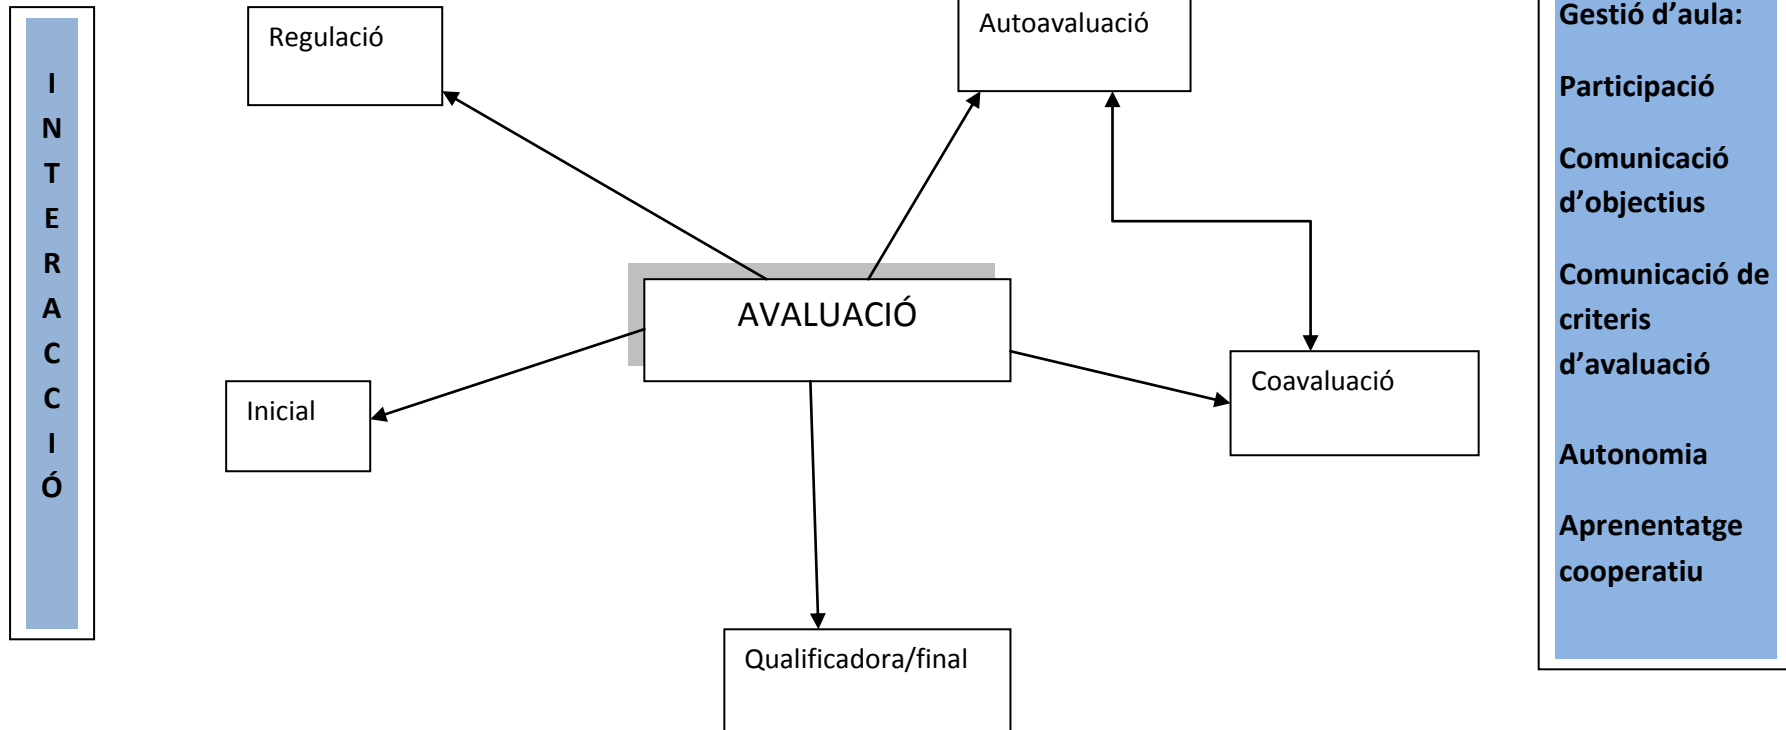 I
N
T
E
R
A
C
C
I
Ó
Regulació
Autoavaluació
AVALUACIÓ
Inicial
Coavaluació
Qualificadora/final
Gestió d’aula:
Participació
Comunicació
d’objectius
Comunicació de
criteris
d’avaluació
Autonomia
Aprenentatge
cooperatiu